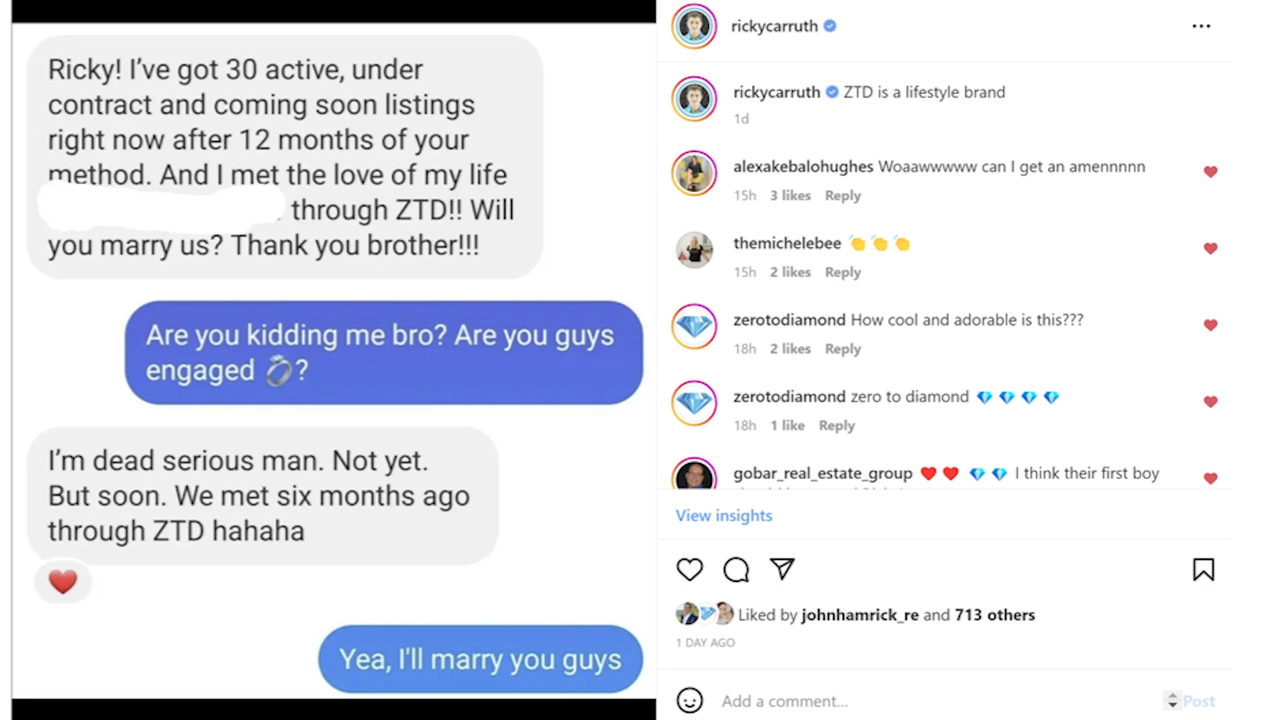 Ricky! I've got 30 active, under
contract and coming soon listings
right now after 12 months of your
method. And I met the love of my life
through ZTD!! Will
you marry us? Thank you brother!!!
Are you kidding me bro? Are you guys
engaged 💍?
I'm dead serious man. Not yet.
But soon. We met six months ago
through ZTD hahaha
❤️
Yea, I'll marry you guys
rickycarruth
rickycarruth ZTD is a lifestyle brand
1d
alexakebalohughes Woaawwwww can I get an amennnnn
15h 3 likes Reply
themichelebee 👏 👏 👏
15h 2 likes Reply
zerotodiamond How cool and adorable is this???
18h 2 likes Reply
zerotodiamond zero to diamond 💎 💎 💎 💎
18h 1 like Reply
gobar_real_estate_group ❤️ ❤️ 💎 💎 I think their first boy
View insights
Liked by johnhamrick_re and 713 others
1 DAY AGO
Add a comment...
Post